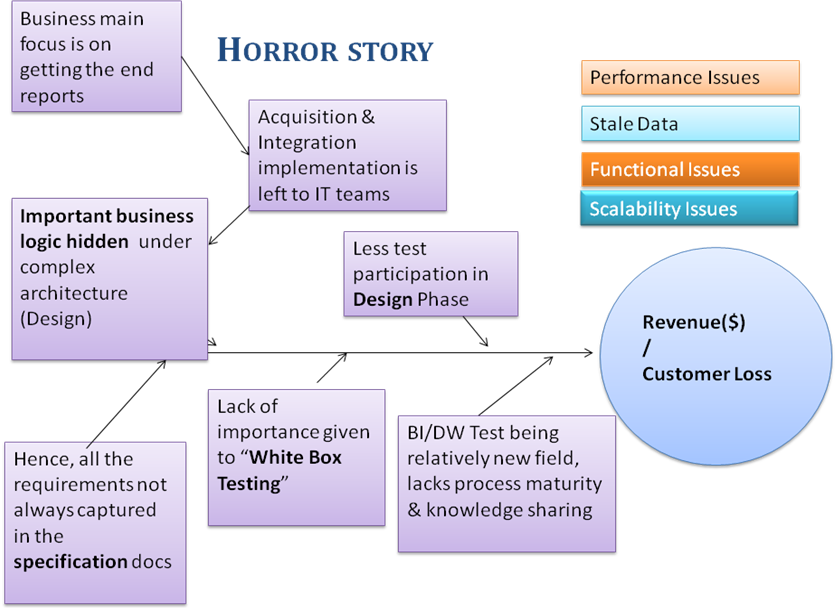 Business main
focus is on
getting the end
reports
HORROR STORY
Acquisition &
Integration
implementation is
left to IT teams
Important business
logic hidden under
complex
architecture
(Design)
Less test
participation in
Design Phase
Performance Issues
Stale Data
Functional Issues
Scalability Issues
Revenue($)
/
Customer Loss
Hence, all the
requirements not
always captured
in the
specification docs
Lack of
importance given
to “White Box
Testing”
BI/DW Test being
relatively new field,
lacks process maturity
& knowledge sharing